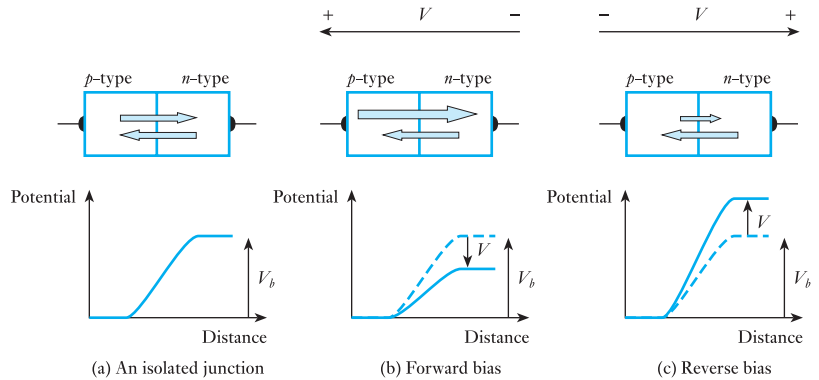 + V −
− V +
p–type n–type
p–type n–type
p–type n–type
Potential
V_b
Distance
Potential
V
V_b
Distance
Potential
V
V_b
Distance
(a) An isolated junction
(b) Forward bias
(c) Reverse bias